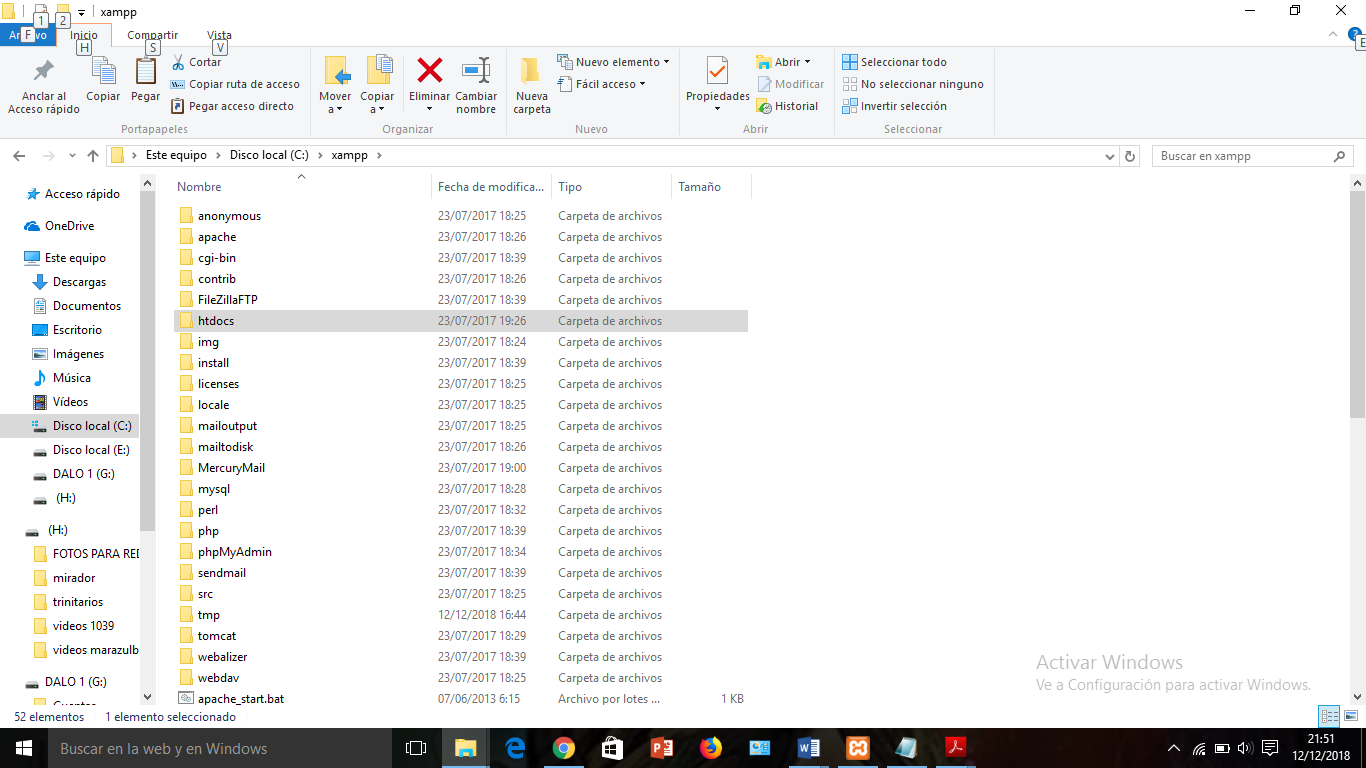 1 2 xampp
Archivo F Inicio Compartir Vista
H S V E
Anclar al Acceso rápido
Copiar
Pegar
Cortar
Copiar ruta de acceso
Pegar acceso directo
Portapapeles
Mover a
Copiar a
Eliminar
Cambiar nombre
Organizar
Nueva carpeta
Nuevo elemento
Fácil acceso
Nuevo
Propiedades
Abrir
Modificar
Historial
Abrir
Seleccionar todo
No seleccionar ninguno
Invertir selección
Seleccionar
Este equipo > Disco local (C:) > xampp >
Buscar en xampp
Acceso rápido
OneDrive
Este equipo
Descargas
Documentos
Escritorio
Imágenes
Música
Vídeos
Disco local (C:)
Disco local (E:)
DALO 1 (G:)
(H:)
(H:)
FOTOS PARA RED
mirador
trinitarios
videos 1039
videos marazulb
DALO 1 (G:)
Nombre Fecha de modifica... Tipo Tamaño
anonymous 23/07/2017 18:25 Carpeta de archivos
apache 23/07/2017 18:26 Carpeta de archivos
cgi-bin 23/07/2017 18:39 Carpeta de archivos
contrib 23/07/2017 18:26 Carpeta de archivos
FileZillaFTP 23/07/2017 18:39 Carpeta de archivos
htdocs 23/07/2017 19:26 Carpeta de archivos
img 23/07/2017 18:24 Carpeta de archivos
install 23/07/2017 18:39 Carpeta de archivos
licenses 23/07/2017 18:25 Carpeta de archivos
locale 23/07/2017 18:25 Carpeta de archivos
mailoutput 23/07/2017 18:25 Carpeta de archivos
mailtodisk 23/07/2017 18:26 Carpeta de archivos
MercuryMail 23/07/2017 19:00 Carpeta de archivos
mysql 23/07/2017 18:28 Carpeta de archivos
perl 23/07/2017 18:32 Carpeta de archivos
php 23/07/2017 18:39 Carpeta de archivos
phpMyAdmin 23/07/2017 18:34 Carpeta de archivos
sendmail 23/07/2017 18:39 Carpeta de archivos
src 23/07/2017 18:25 Carpeta de archivos
tmp 12/12/2018 16:44 Carpeta de archivos
tomcat 23/07/2017 18:29 Carpeta de archivos
webalizer 23/07/2017 18:39 Carpeta de archivos
webdav 23/07/2017 18:25 Carpeta de archivos
apache_start.bat 07/06/2013 6:15 Archivo por lotes ... 1 KB
Activar Windows
Ve a Configuración para activar Windows.
52 elementos 1 elemento seleccionado
Buscar en la web y en Windows
21:51
12/12/2018